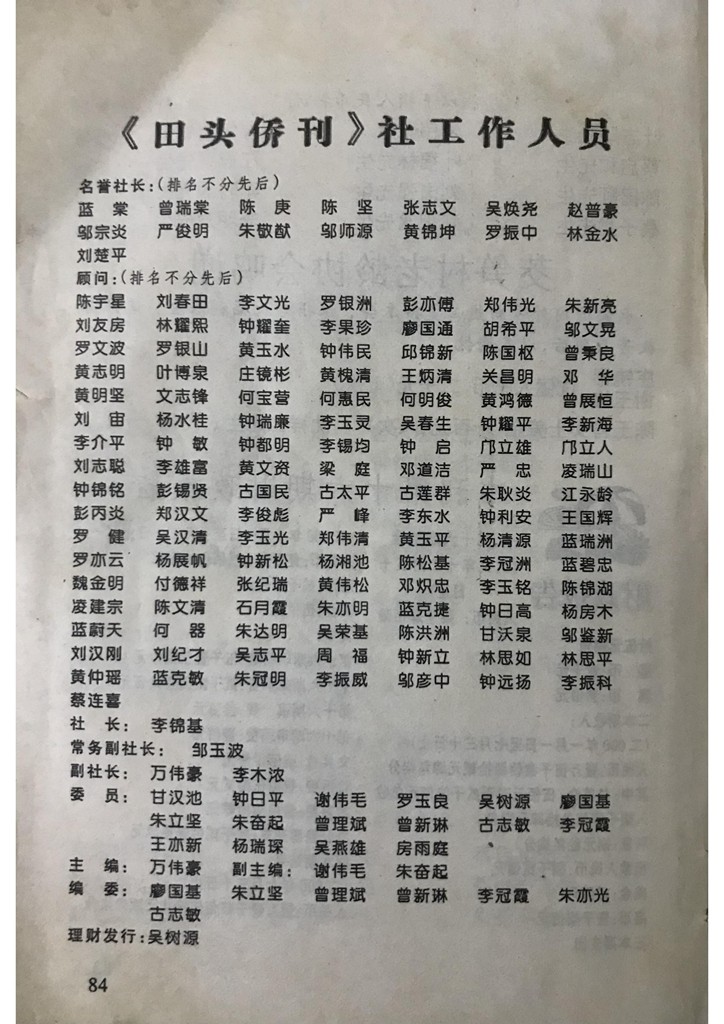 《田头侨刊》社工作人员
名誉社长:(排名不分先后)
蓝 棠 曾瑞棠 陈 庚 陈 坚 张志文 吴焕尧 赵普豪
邬宗炎 严俊明 朱敬猷 邬师源 黄锦坤 罗振中 林金水
刘楚平
顾问:(排名不分先后)
陈宇星 刘春田 李文光 罗银洲 彭亦傅 郑伟光 朱新亮
刘友房 林耀熙 钟耀奎 李果珍 廖国通 胡希平 邬文晃
罗文波 罗银山 黄玉水 钟伟民 邱锦新 陈国枢 曾秉良
黄志明 叶博泉 庄镜彬 黄槐清 王炳清 关昌明 邓 华
黄明坚 文志锋 何宝营 何惠民 何明俊 黄鸿德 曾展恒
刘 宙 杨水桂 钟瑞廉 李玉灵 吴春生 钟耀平 李新海
李介平 钟 敏 钟都明 李锡均 钟 启 邝立雄 邝立人
刘志聪 李雄富 黄文资 梁 庭 邓道洁 严 忠 凌瑞山
钟锦铭 彭锡贤 古国民 古太平 古莲群 朱耿炎 江永龄
彭丙炎 郑汉文 李俊彪 严 峰 李东水 钟利安 王国辉
罗 健 吴汉清 李玉光 郑伟清 黄玉平 杨清源 蓝瑞洲
罗亦云 杨展帆 钟新松 杨湘池 陈松基 李冠洲 蓝碧忠
魏金明 付德祥 张纪瑞 黄伟松 邓炽忠 李玉铭 陈锦湖
凌建宗 陈文清 石月霞 朱亦明 蓝克捷 钟日高 杨房木
蓝蔚天 何 器 朱达明 吴荣基 陈洪洲 甘沃泉 邬鉴新
刘汉刚 刘纪才 吴志平 周 福 钟新立 林思如 林思平
黄仲瑶 蓝克敏 朱冠明 李振威 邬彦中 钟远扬 李振科
蔡连喜
社 长: 李锦基
常务副社长: 邹玉波
副社长: 万伟豪 李木浓
委 员: 甘汉池 钟日平 谢伟毛 罗玉良 吴树源 廖国基
朱立坚 朱奋起 曾理斌 曾新琳 古志敏 李冠霞
王亦新 杨瑞琛 吴燕雄 房雨庭
主 编: 万伟豪 副主编: 谢伟毛 朱奋起
编 委: 廖国基 朱立坚 曾理斌 曾新琳 李冠霞 朱亦光
古志敏
理财发行:吴树源
84